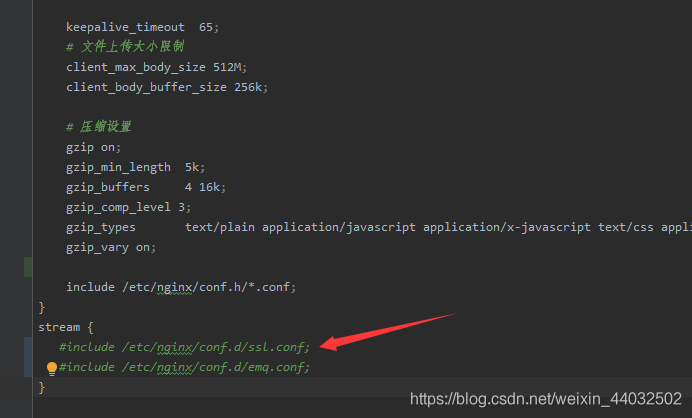 keepalive_timeout  65;
# 文件上传大小限制
client_max_body_size 512M;
client_body_buffer_size 256k;
# 压缩设置
gzip on;
gzip_min_length  5k;
gzip_buffers     4 16k;
gzip_comp_level 3;
gzip_types       text/plain application/javascript application/x-javascript text/css appli
gzip_vary on;
include /etc/nginx/conf.h/*.conf;
}
stream {
#include /etc/nginx/conf.d/ssl.conf;
#include /etc/nginx/conf.d/emq.conf;
}
https://blog.csdn.net/weixin_44032502